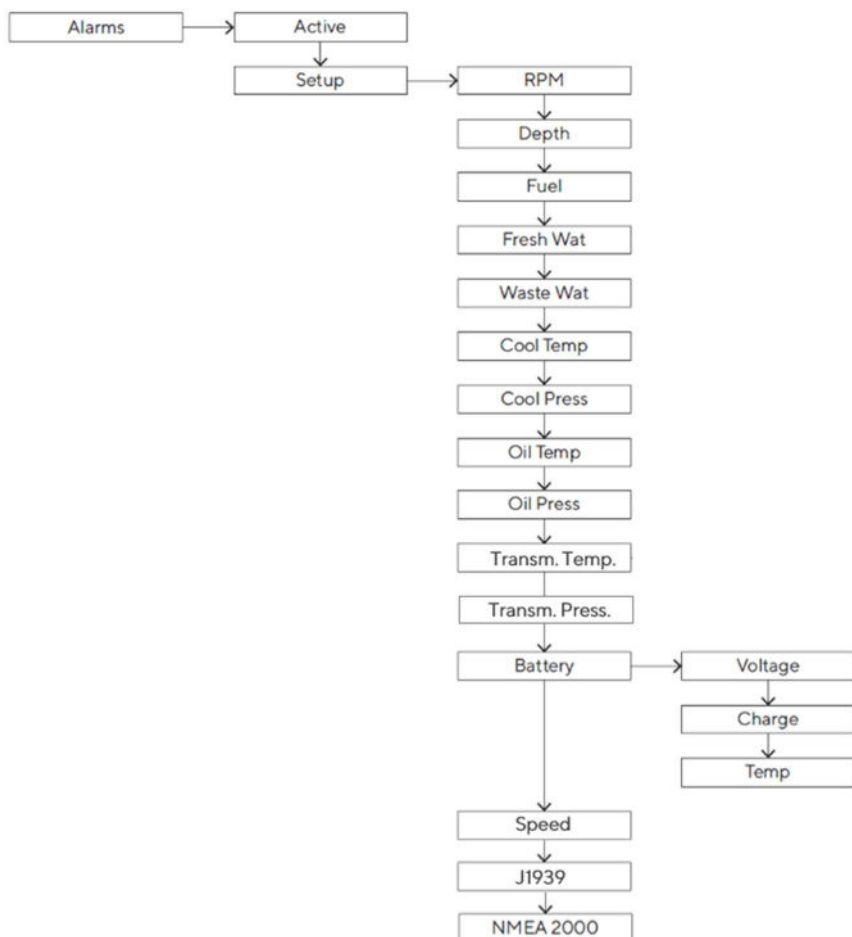 Alarms
Active
Setup
RPM
Depth
Fuel
Fresh Wat
Waste Wat
Cool Temp
Cool Press
Oil Temp
Oil Press
Transm. Temp.
Transm. Press.
Battery
Voltage
Charge
Temp
Speed
J1939
NMEA 2000